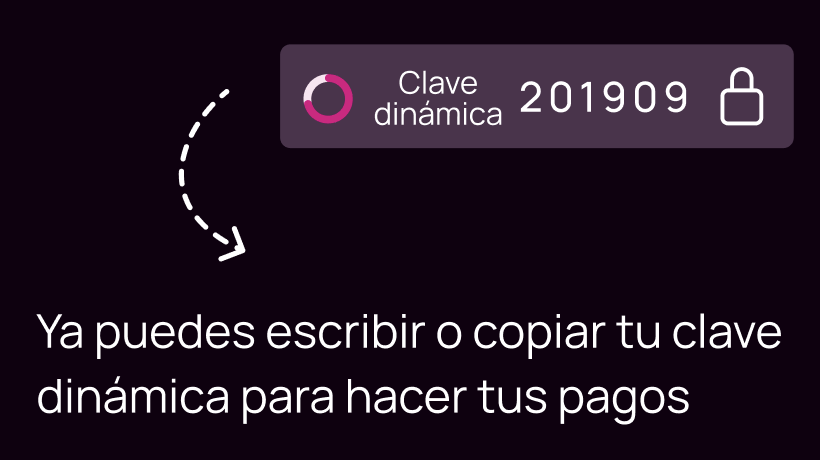 Clave
dinámica
201909
Ya puedes escribir o copiar tu clave
dinámica para hacer tus pagos